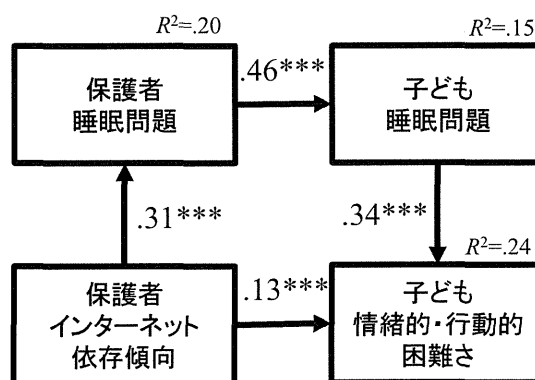 R²=.20
R²=.15
保護者
睡眠問題
.46***
子ども
睡眠問題
.31***
.34***
R²=.24
保護者
インターネット
依存傾向
.13***
子ども
情緒的・行動的
困難さ